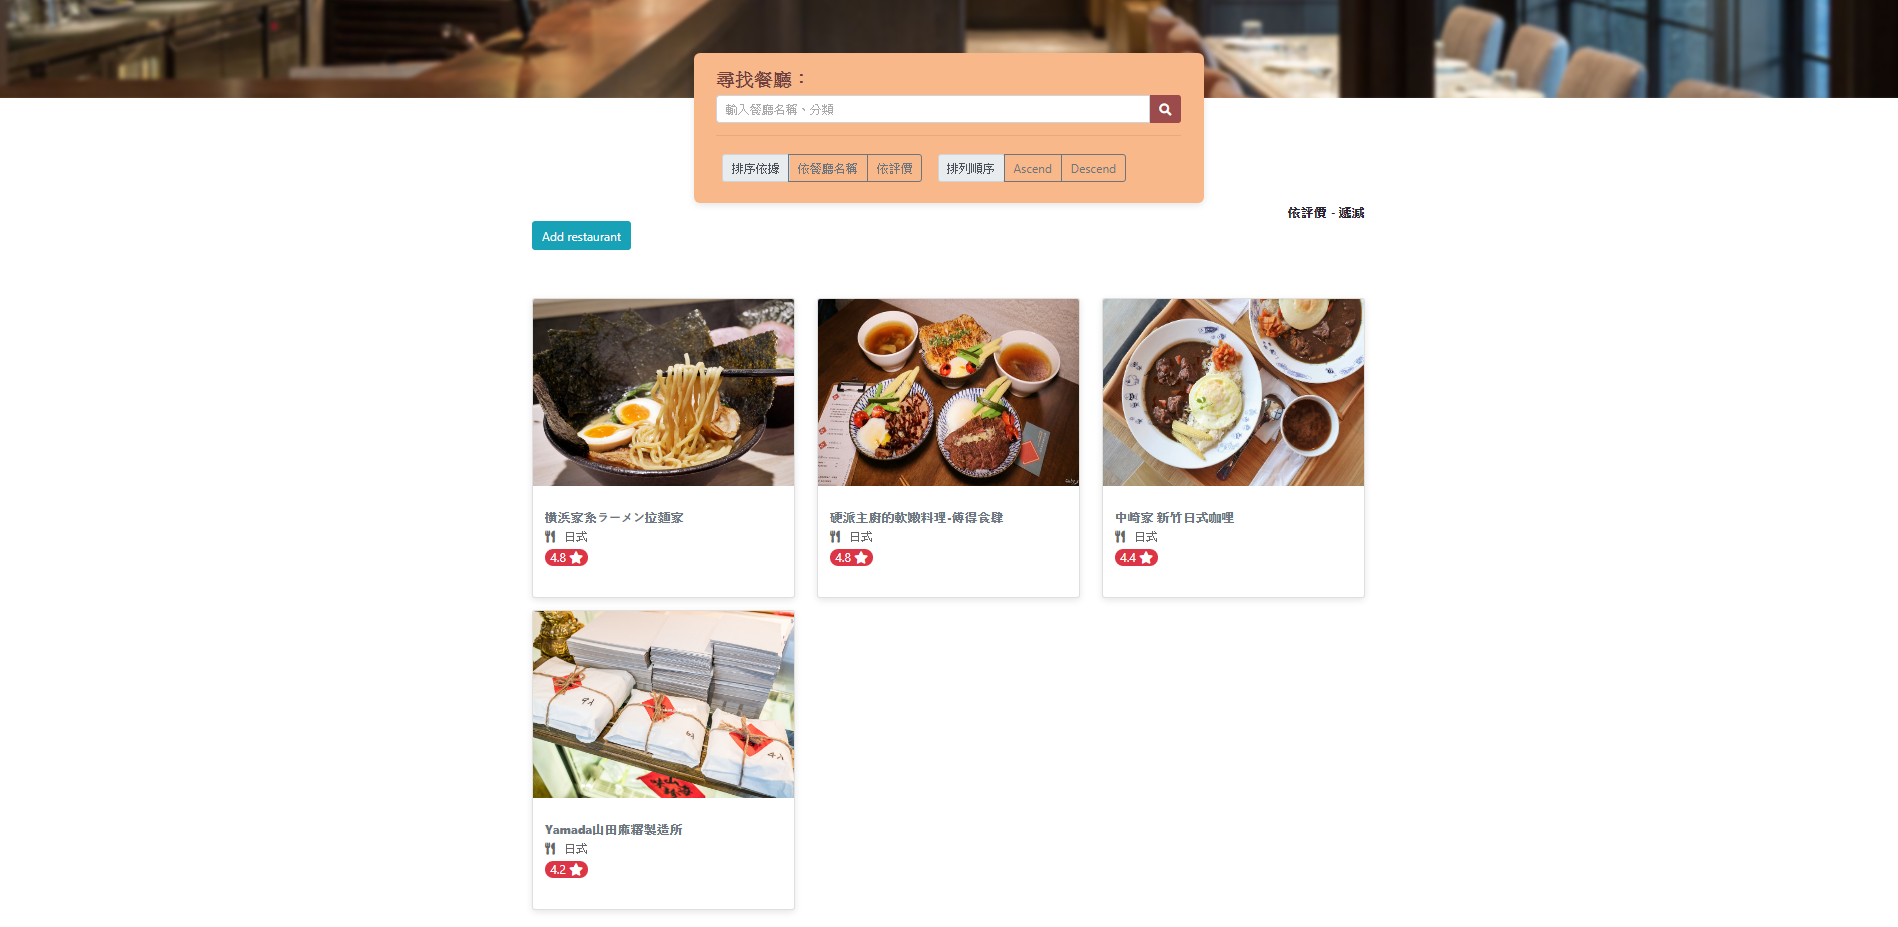 尋找餐廳：
輸入餐廳名稱、分類
排序依據 依餐廳名稱 依評價 排列順序 Ascend Descend
依評價 - 遞減
Add restaurant
横浜家系ラーメン拉麵家
日式
4.8
硬派主廚的軟嫩料理-傅得食肆
日式
4.8
中崎家 新竹日式咖哩
日式
4.4
Yamada山田麻糬製造所
日式
4.2